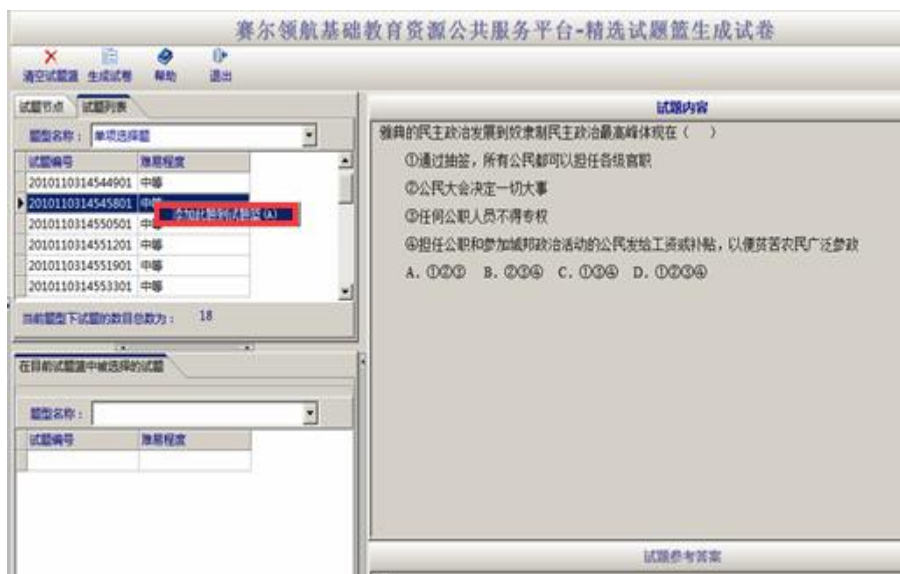 赛尔领航基础教育资源公共服务平台-精选试题篮生成试卷
清空试题篮 生成试卷 帮助 退出
试题节点 试题列表
题型名称： 单项选择题
试题编号 难易程度
2010110314544901 中等
2010110314545801 中等
添加此题到试题篮(A)
2010110314550501 中等
2010110314551201 中等
2010110314551901 中等
2010110314553301 中等
当前题型下试题的数目总数为： 18
在目前试题篮中被选择的试题
题型名称：
试题编号 难易程度
试题内容
雅典的民主政治发展到奴隶制民主政治最高峰体现在（ ）
①通过抽签，所有公民都可以担任各级官职
②公民大会决定一切大事
③任何公职人员不得专权
④担任公职和参加城邦政治活动的公民发给工资或补贴，以便贫苦农民广泛参政
A. ①②③ B. ②③④ C. ①③④ D. ①②③④
试题参考答案